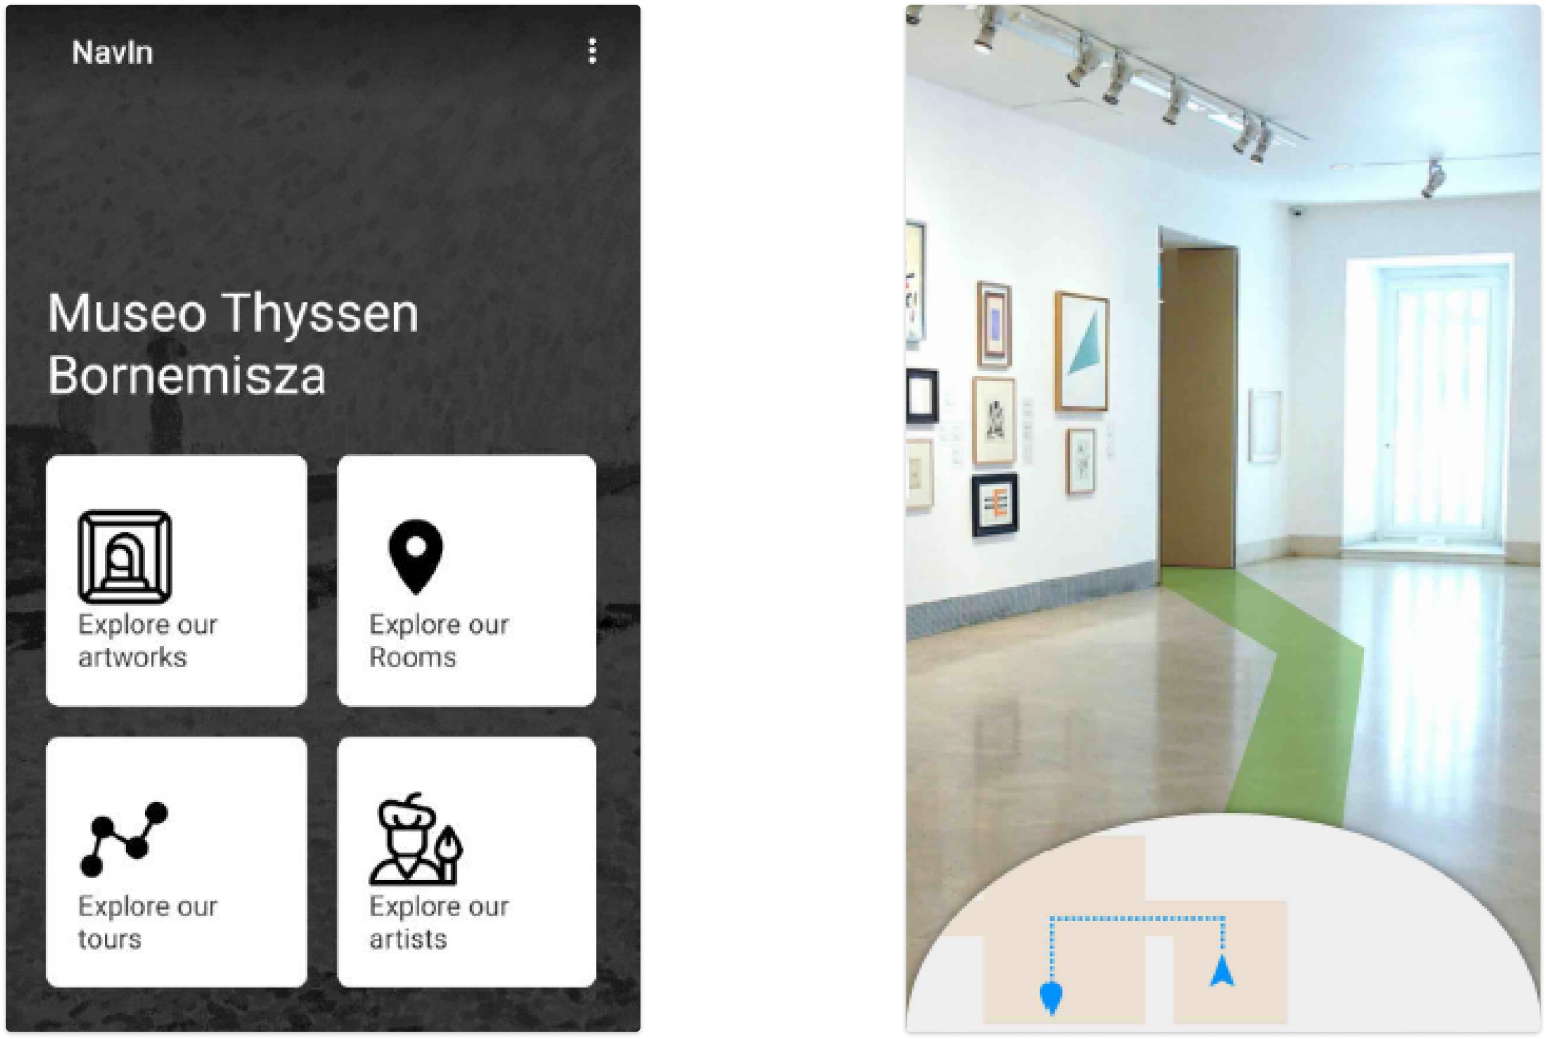 NavIn
Museo Thyssen
Bornemisza
Explore our
artworks
Explore our
Rooms
Explore our
tours
Explore our
artists